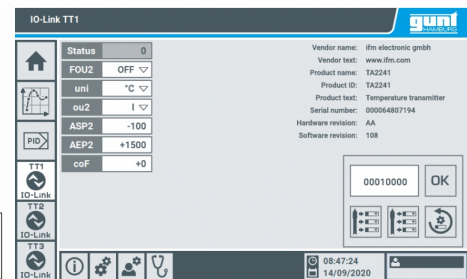 IO-Link TT1
gunt
HAMBURG
Status 0
FOU2 OFF
uni °C
ou2 I
ASP2 -100
AEP2 +1500
coF +0
Vendor name: ifm electronic gmbh
Vendor text: www.ifm.com
Product name: TA2241
Product ID: TA2241
Product text: Temperature transmitter
Serial number: 000064807194
Hardware revision: AA
Software revision: 108
PID
TT1
IO-Link
TT2
IO-Link
TT3
IO-Link
00010000
OK
08:47:24
14/09/2020